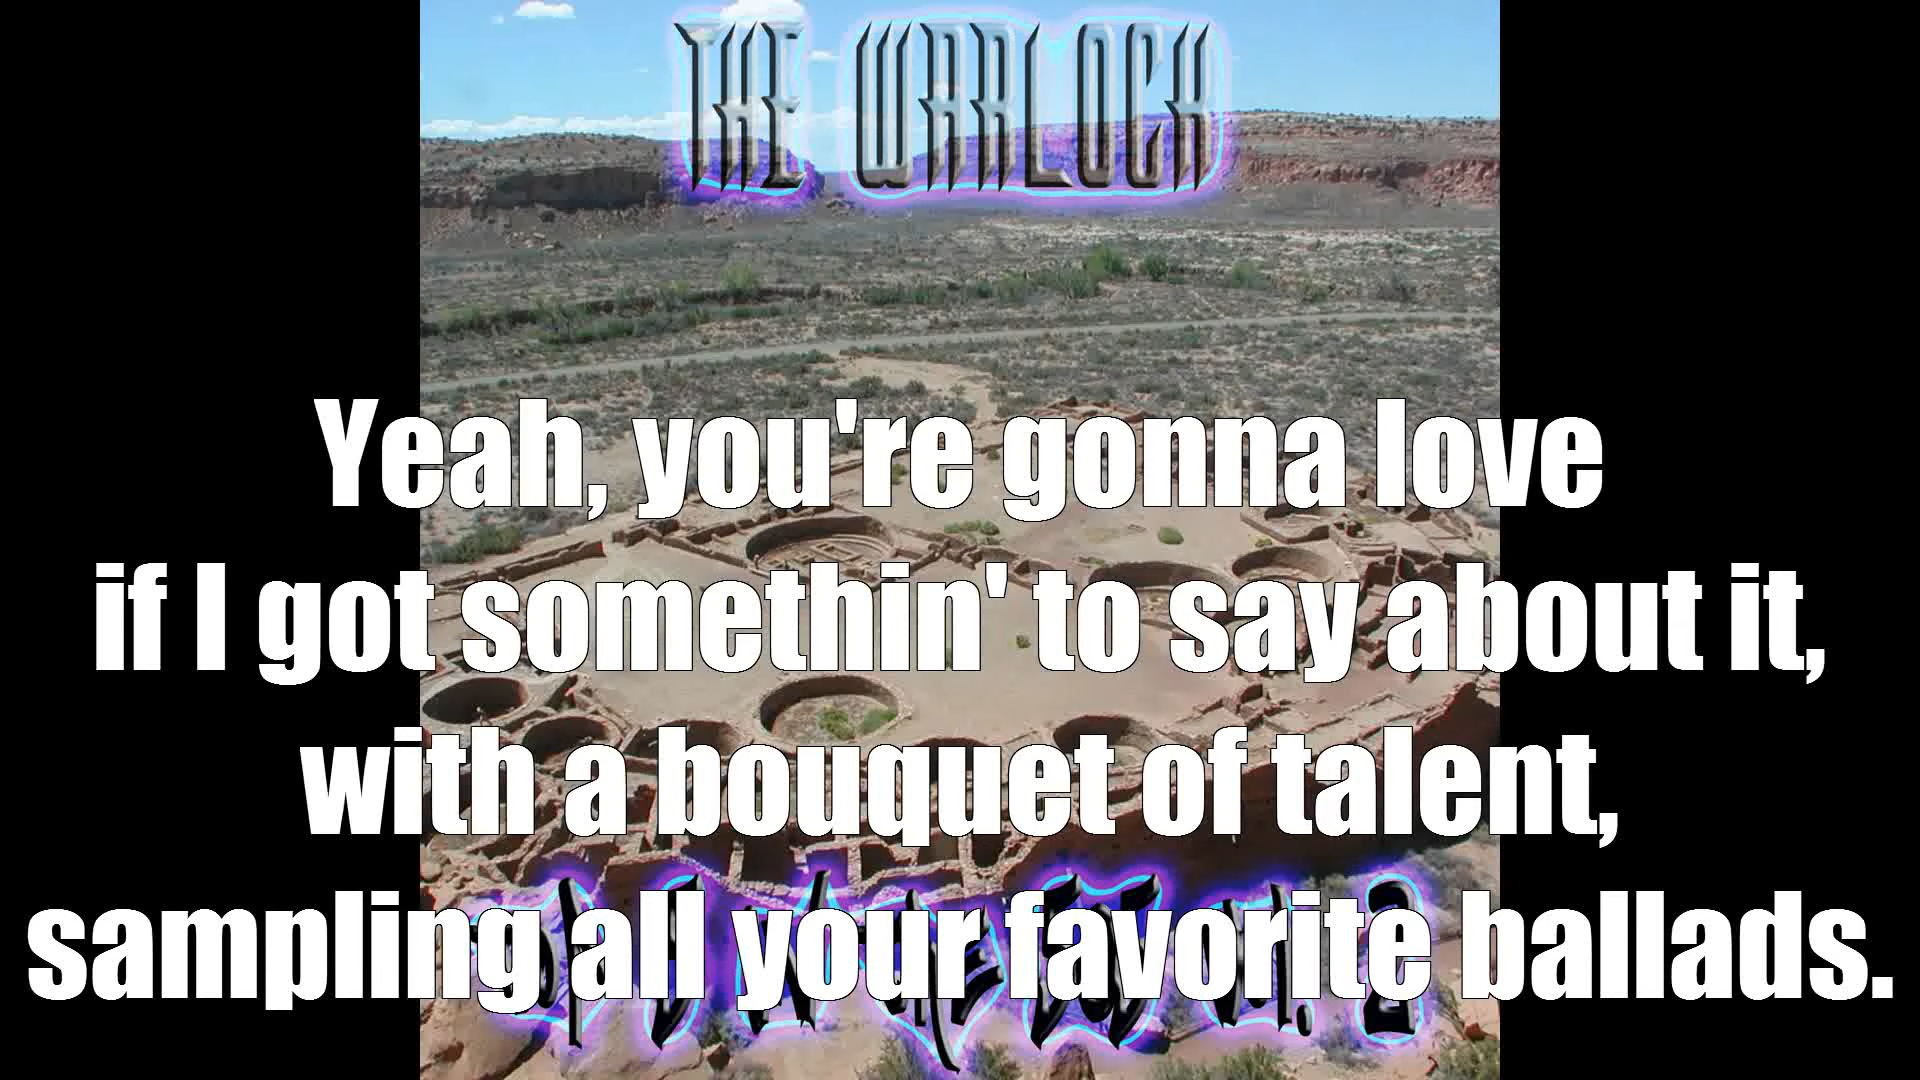 THE WARLOCK
Yeah, you're gonna love
if I got somethin' to say about it,
with a bouquet of talent,
sampling all your favorite ballads.
2